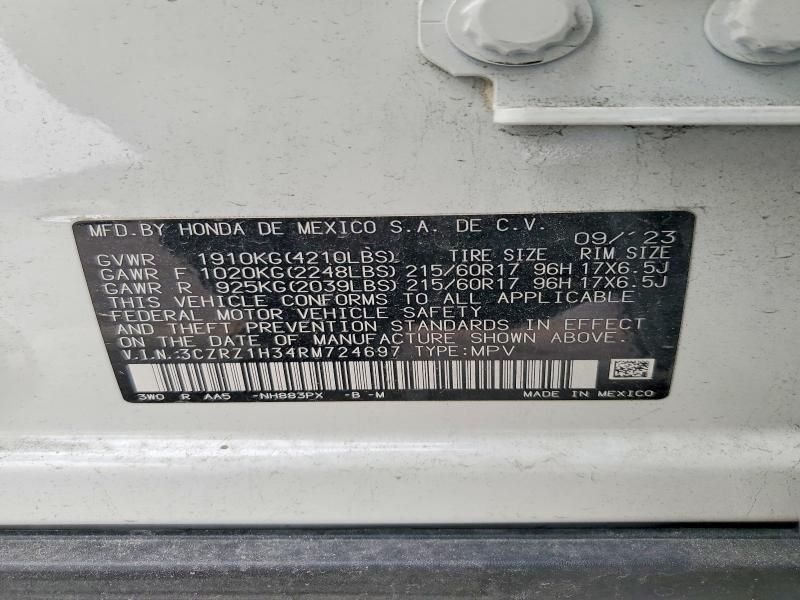 MFD.BY HONDA DE MEXICO S.A. DE C.V.
09/'23
GVWR 1910KG(4210LBS) TIRE SIZE RIM SIZE
GAWR F 1020KG(2248LBS) 215/60R17 96H 17X6.5J
GAWR R 925KG(2039LBS) 215/60R17 96H 17X6.5J
THIS VEHICLE CONFORMS TO ALL APPLICABLE
FEDERAL MOTOR VEHICLE SAFETY
AND THEFT PREVENTION STANDARDS IN EFFECT
ON THE DATE OF MANUFACTURE SHOWN ABOVE.
V.I.N. 3CZRZ1H34RM724697 TYPE:MPV
3W0 R AA5 -NH883PX -B -M MADE IN MEXICO